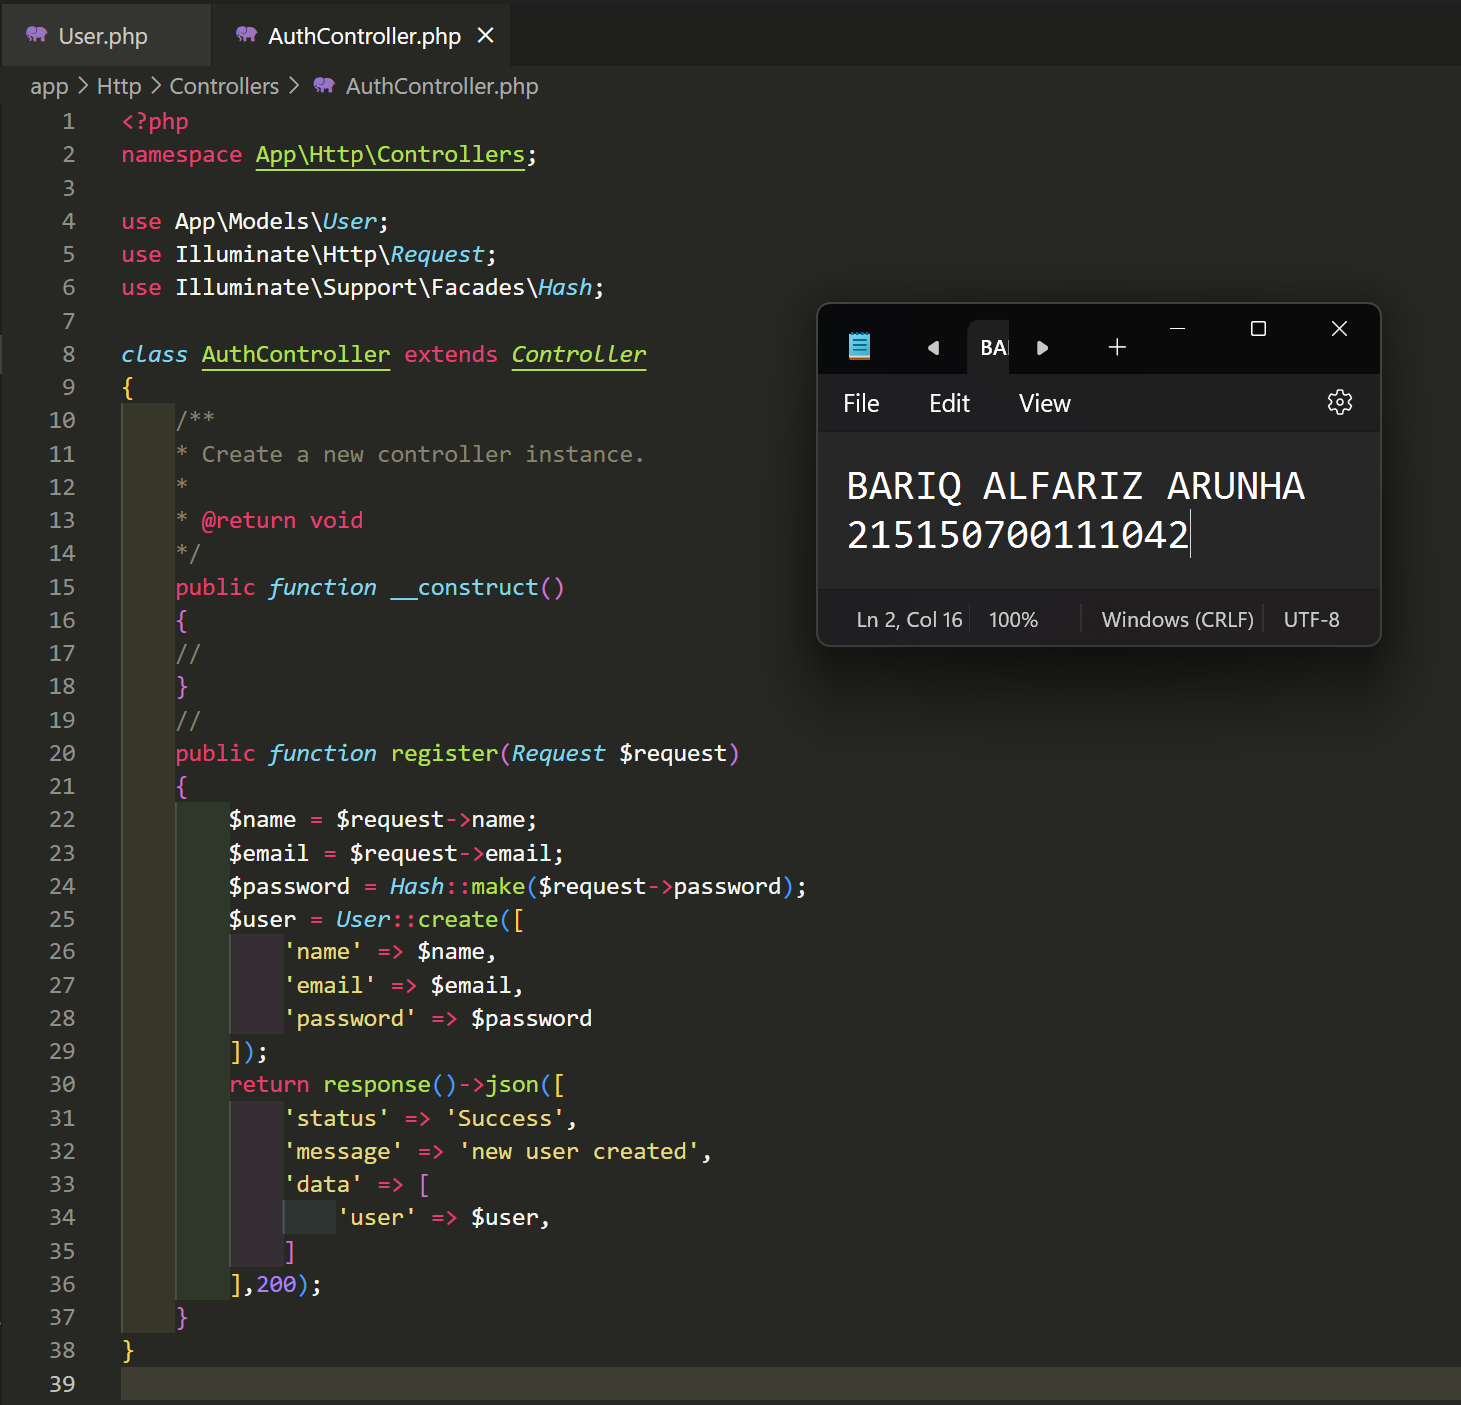 User.php
AuthController.php
app > Http > Controllers > AuthController.php
1 <?php
2 namespace App\Http\Controllers;
3
4 use App\Models\User;
5 use Illuminate\Http\Request;
6 use Illuminate\Support\Facades\Hash;
7
8 class AuthController extends Controller
9 {
10 /**
11 * Create a new controller instance.
12 *
13 * @return void
14 */
15 public function __construct()
16 {
17 //
18 }
19 //
20 public function register(Request $request)
21 {
22 $name = $request->name;
23 $email = $request->email;
24 $password = Hash::make($request->password);
25 $user = User::create([
26 'name' => $name,
27 'email' => $email,
28 'password' => $password
29 ]);
30 return response()->json([
31 'status' => 'Success',
32 'message' => 'new user created',
33 'data' => [
34 'user' => $user,
35 ]
36 ],200);
37 }
38 }
39
BA
File Edit View
BARIQ ALFARIZ ARUNHA
215150700111042
Ln 2, Col 16 100% Windows (CRLF) UTF-8